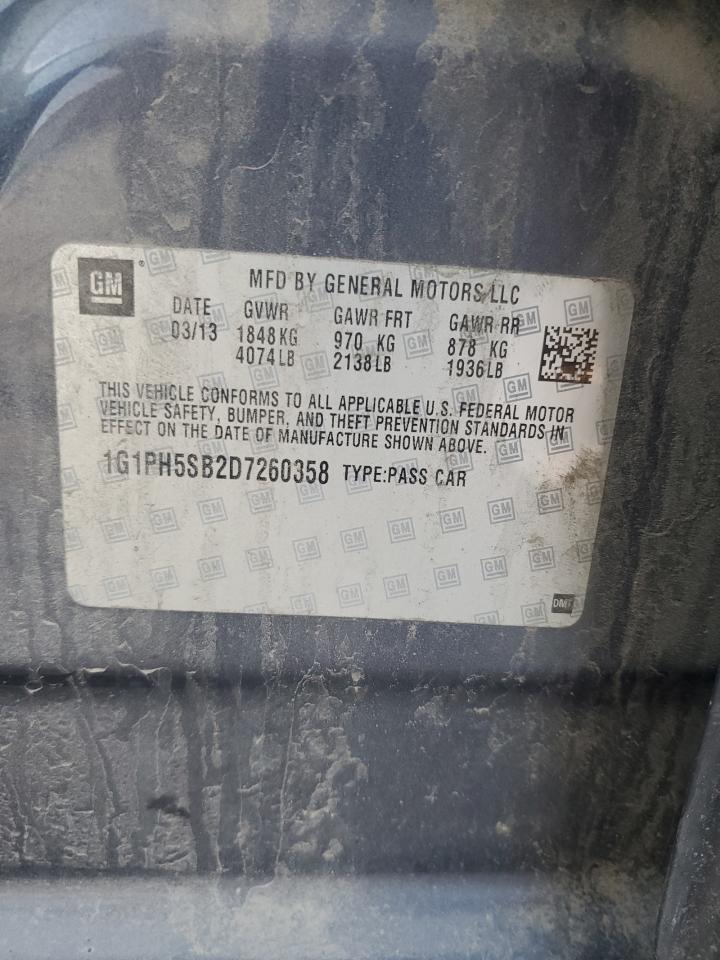 GM
MFD BY GENERAL MOTORS LLC
DATE GVWR GAWR FRT GAWR RR
03/13 1848 KG 970 KG 878 KG
4074 LB 2138 LB 1936 LB
THIS VEHICLE CONFORMS TO ALL APPLICABLE U.S. FEDERAL MOTOR
VEHICLE SAFETY, BUMPER, AND THEFT PREVENTION STANDARDS IN
EFFECT ON THE DATE OF MANUFACTURE SHOWN ABOVE.
1G1PH5SB2D7260358 TYPE:PASS CAR